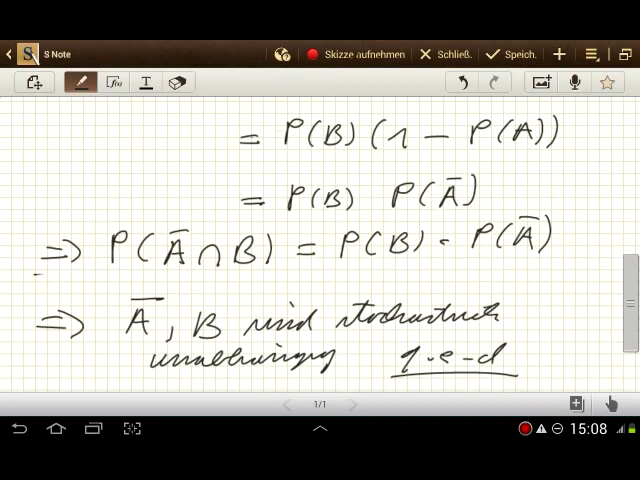 S Note
Skizze aufnehmen
Schließ.
Speich.
f(x)
T
= P(B) (1 − P(A))
= P(B) P(A̅)
=> P(A̅ ∩ B) = P(B) · P(A̅)
=> A̅, B sind stochastisch
unabhängig q.e.d
1/1
15:08